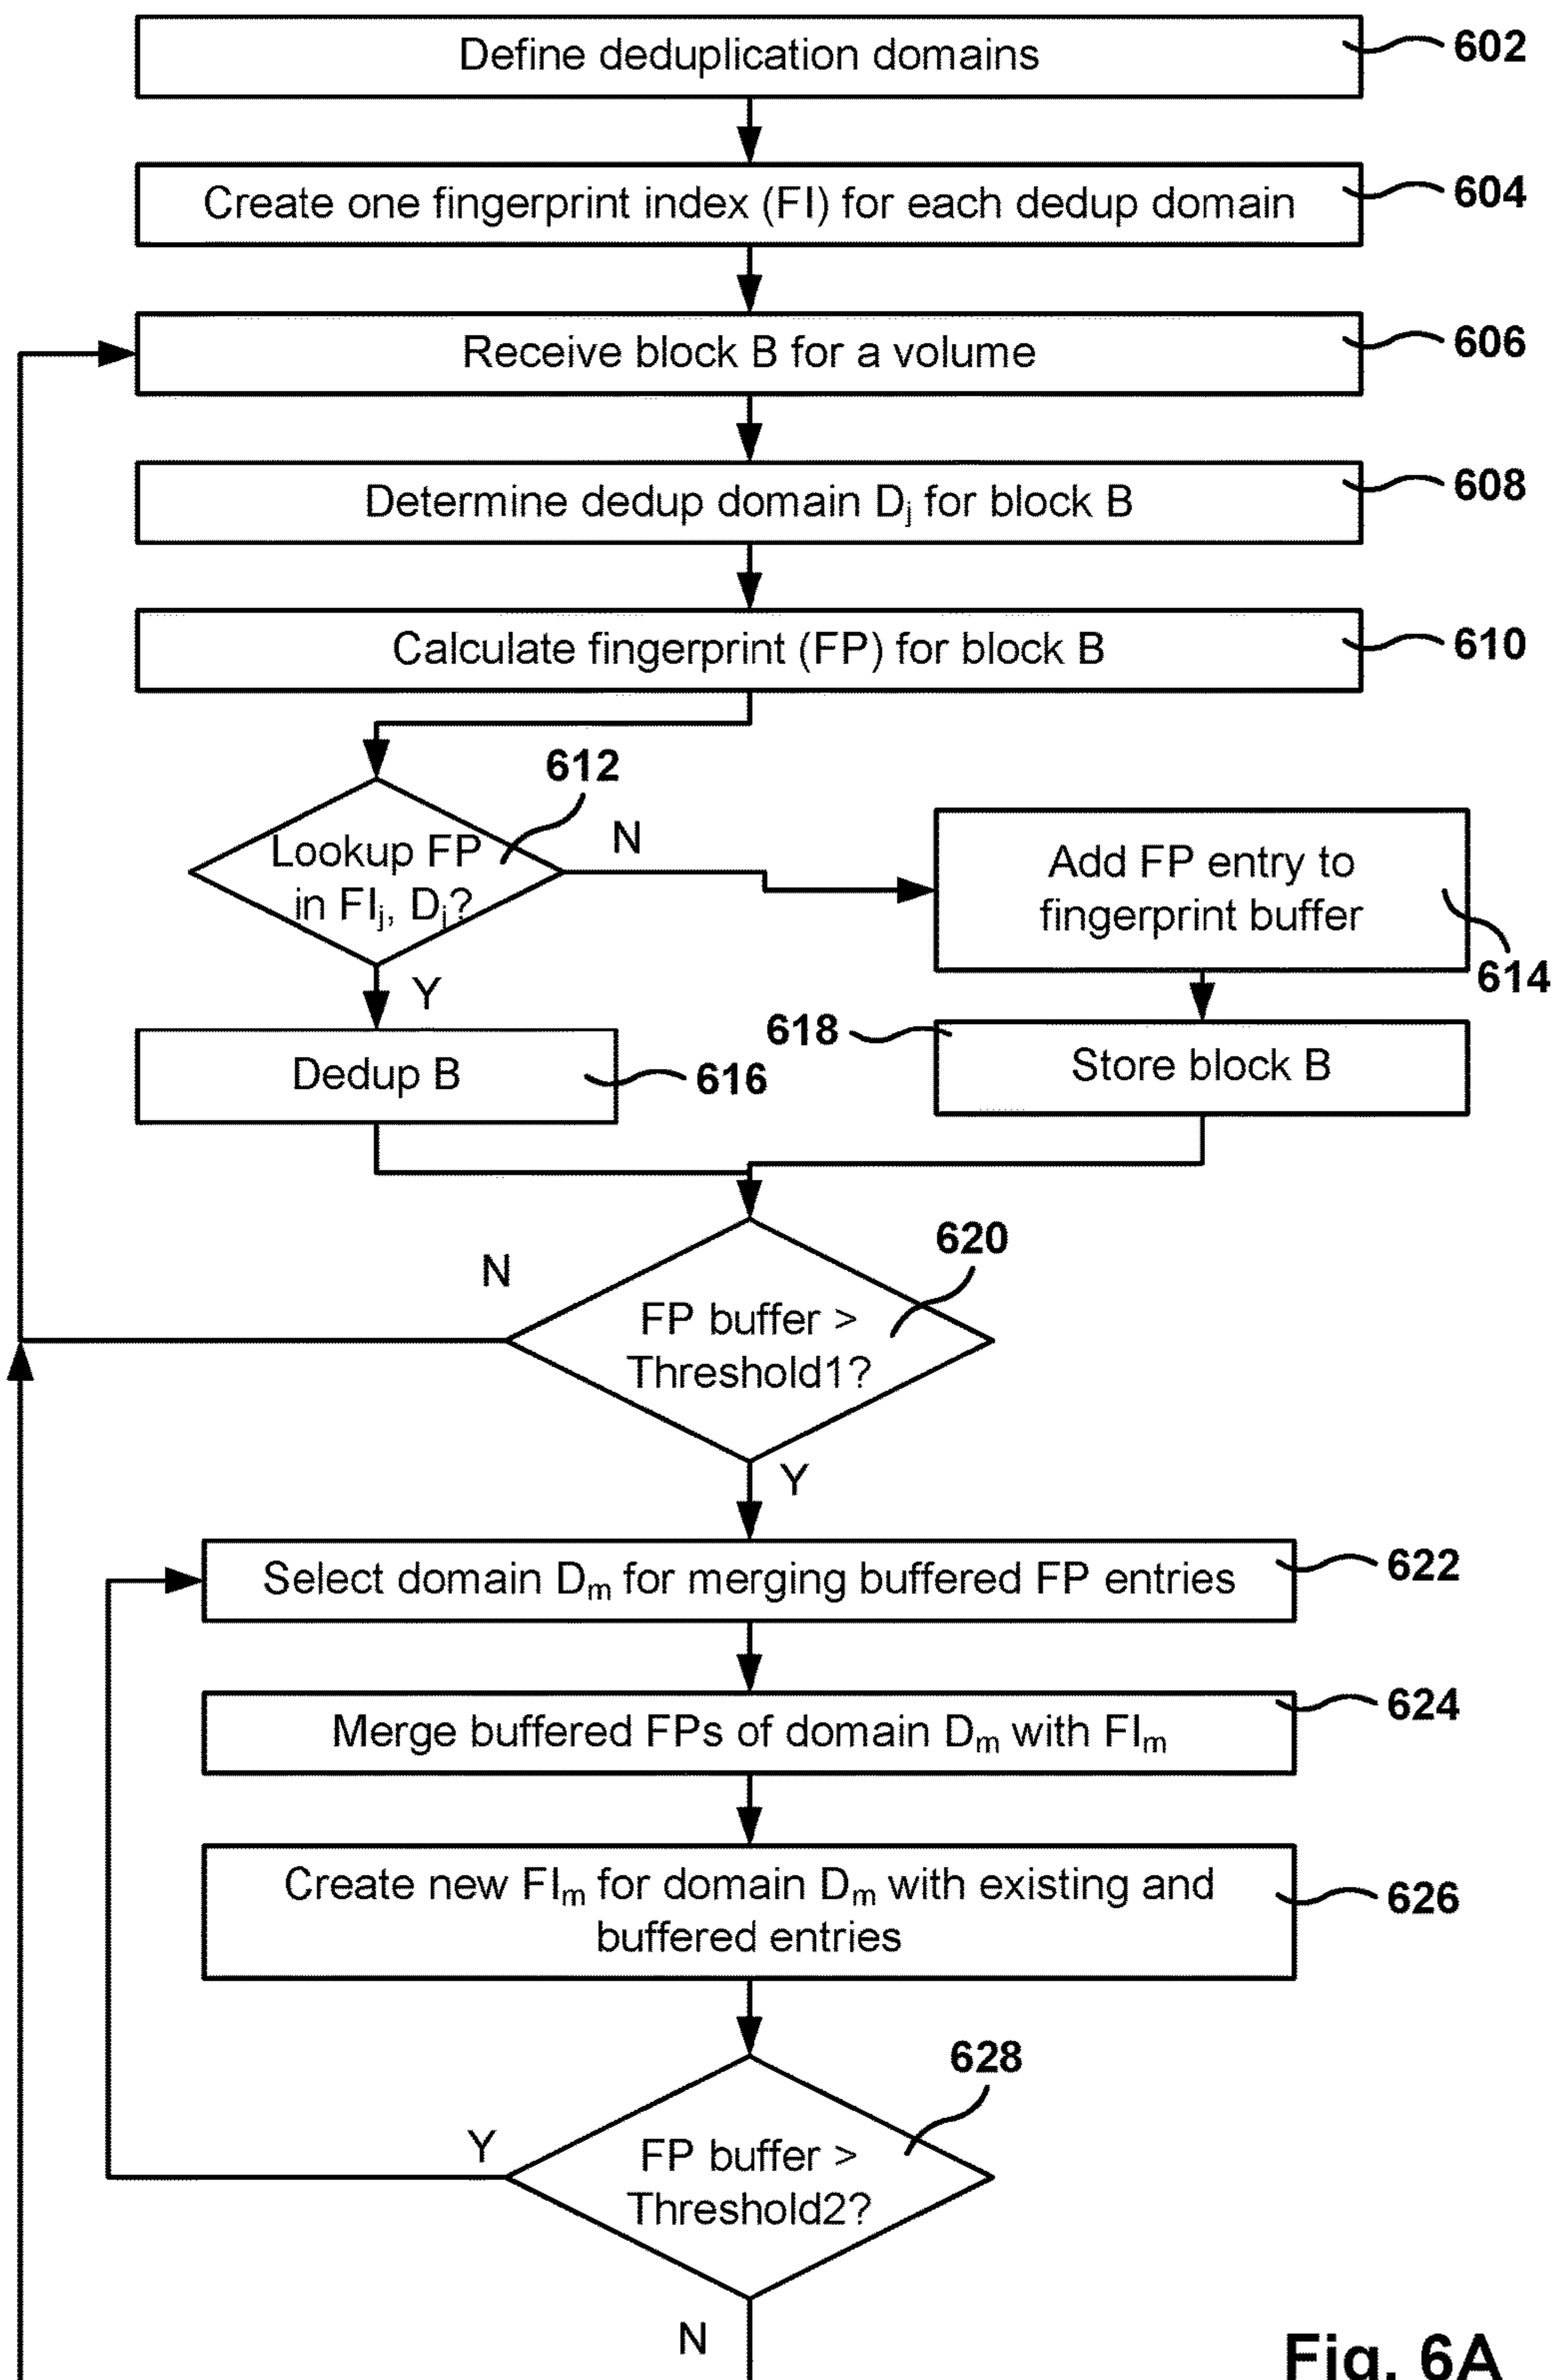 Define deduplication domains
602
Create one fingerprint index (FI) for each dedup domain
604
Receive block B for a volume
606
Determine dedup domain Dj for block B
608
Calculate fingerprint (FP) for block B
610
612
Lookup FP
in FIj, Dj?
N
Y
Add FP entry to
fingerprint buffer
614
Dedup B
616
618
Store block B
620
N
FP buffer >
Threshold1?
Y
Select domain Dm for merging buffered FP entries
622
Merge buffered FPs of domain Dm with FIm
624
Create new FIm for domain Dm with existing and
buffered entries
626
628
Y
FP buffer >
Threshold2?
N
Fig. 6A